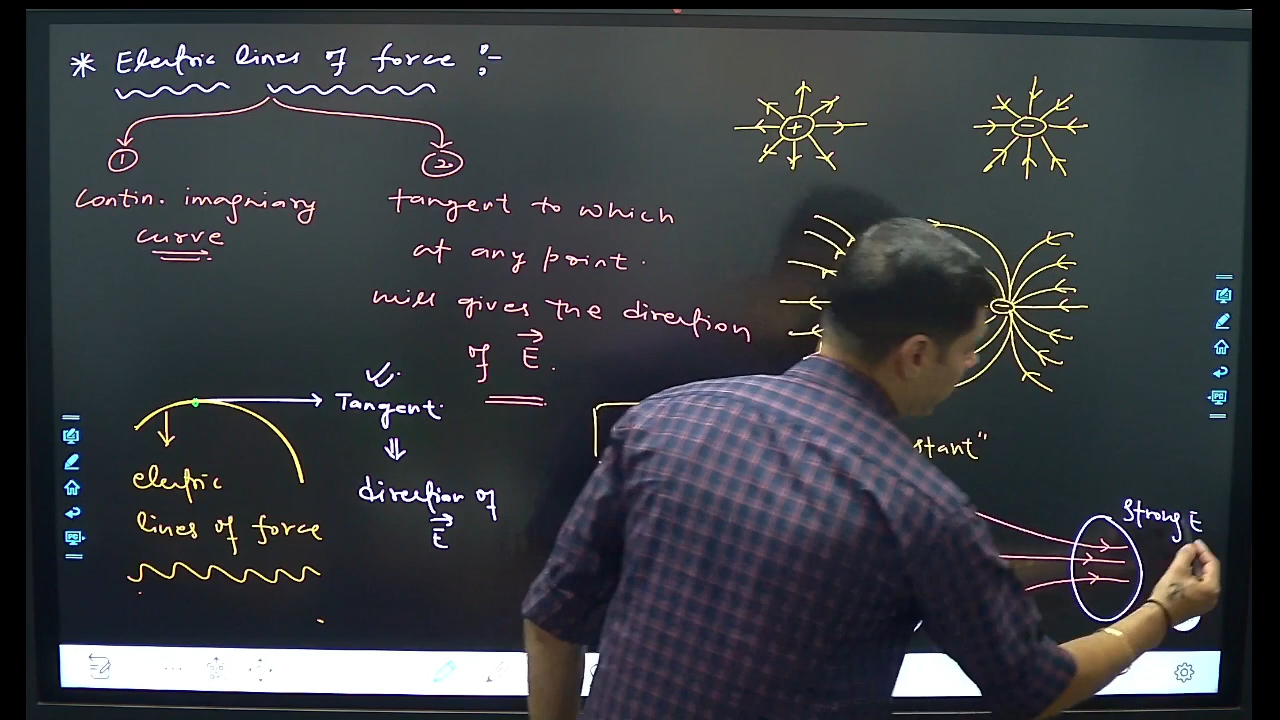 * Electric lines of force :-
①
②
contin. imagniary
curve
tangent to which
at any point.
will gives the direction
of E.
Tangent.
direction of
E
electric
lines of force
+
-
-
stant"
strong E